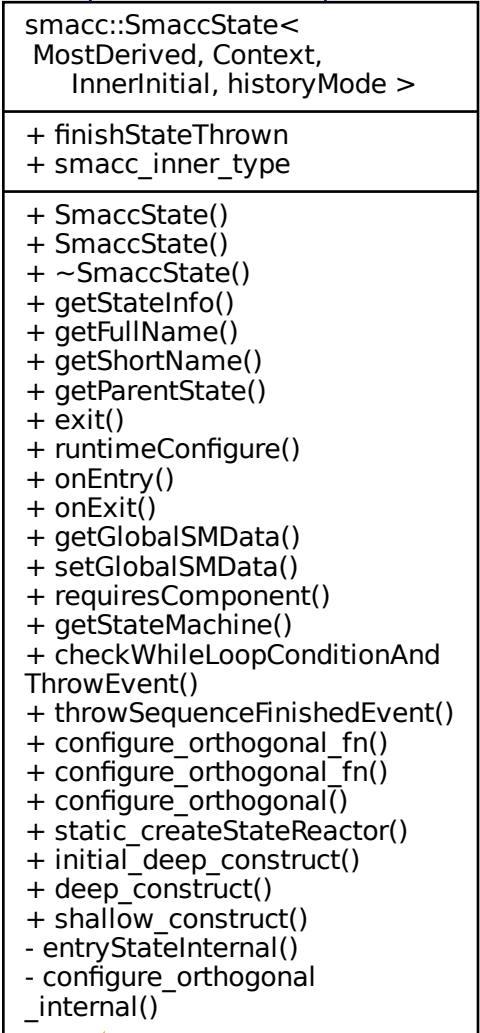 smacc::SmaccState<
MostDerived, Context,
InnerInitial, historyMode >
+ finishStateThrown
+ smacc_inner_type
+ SmaccState()
+ SmaccState()
+ ~SmaccState()
+ getStateInfo()
+ getFullName()
+ getShortName()
+ getParentState()
+ exit()
+ runtimeConfigure()
+ onEntry()
+ onExit()
+ getGlobalSMData()
+ setGlobalSMData()
+ requiresComponent()
+ getStateMachine()
+ checkWhileLoopConditionAnd
ThrowEvent()
+ throwSequenceFinishedEvent()
+ configure_orthogonal_fn()
+ configure_orthogonal_fn()
+ configure_orthogonal()
+ static_createStateReactor()
+ initial_deep_construct()
+ deep_construct()
+ shallow_construct()
- entryStateInternal()
- configure_orthogonal
_internal()